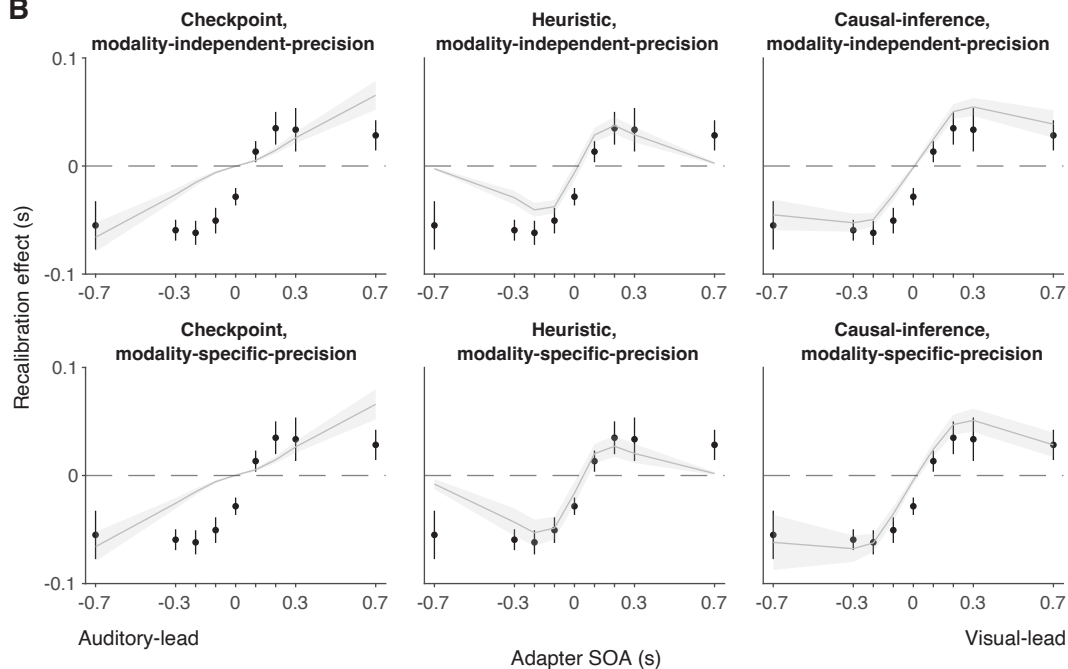 B
Checkpoint,
modality-independent-precision
Heuristic,
modality-independent-precision
Causal-inference,
modality-independent-precision
0.1
0
-0.1
-0.7 -0.3 0 0.3 0.7
-0.7 -0.3 0 0.3 0.7
-0.7 -0.3 0 0.3 0.7
Recalibration effect (s)
Checkpoint,
modality-specific-precision
Heuristic,
modality-specific-precision
Causal-inference,
modality-specific-precision
0.1
0
-0.1
-0.7 -0.3 0 0.3 0.7
-0.7 -0.3 0 0.3 0.7
-0.7 -0.3 0 0.3 0.7
Auditory-lead
Visual-lead
Adapter SOA (s)